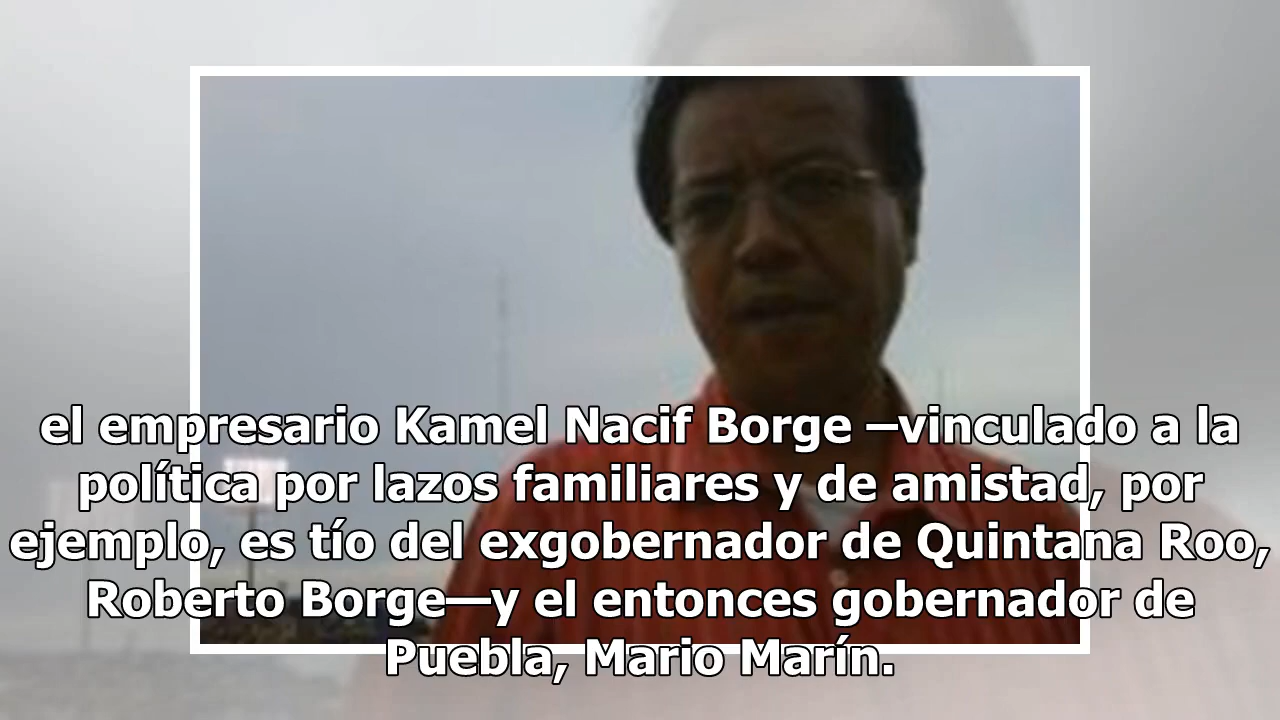 el empresario Kamel Nacif Borge —vinculado a la
política por lazos familiares y de amistad, por
ejemplo, es tío del exgobernador de Quintana Roo,
Roberto Borge—y el entonces gobernador de
Puebla, Mario Marín.